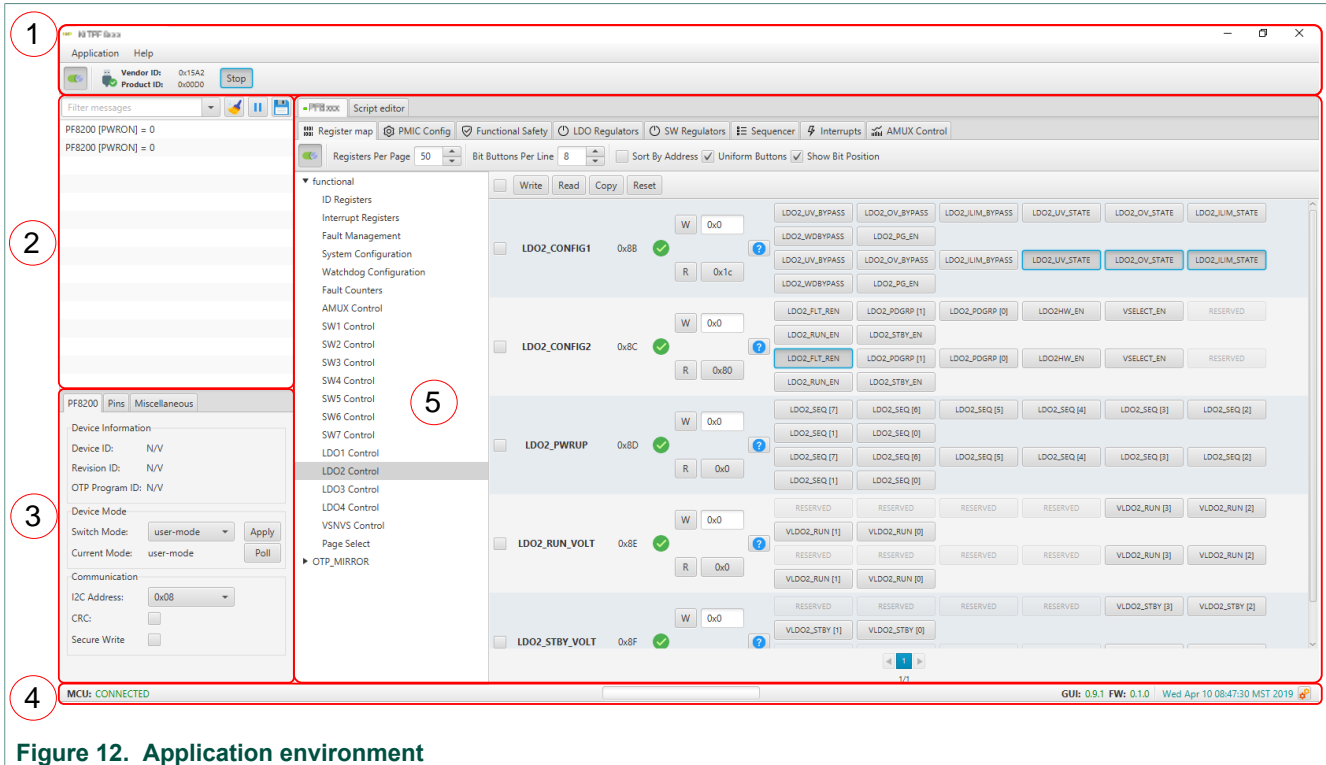 1
Application Help
Vendor ID: 0x15A2
Product ID: 0x00D0
Stop
2
Filter messages
PF8200 [PWRON] = 0
PF8200 [PWRON] = 0
3
PF8200 Pins Miscellaneous
Device Information
Device ID: N/V
Revision ID: N/V
OTP Program ID: N/V
Device Mode
Switch Mode: user-mode Apply
Current Mode: user-mode Poll
Communication
I2C Address: 0x08
CRC:
Secure Write
Script editor
Register map PMIC Config Functional Safety LDO Regulators SW Regulators Sequencer Interrupts AMUX Control
Registers Per Page 50 Bit Buttons Per Line 8 Sort By Address Uniform Buttons Show Bit Position
5
functional
ID Registers
Interrupt Registers
Fault Management
System Configuration
Watchdog Configuration
Fault Counters
AMUX Control
SW1 Control
SW2 Control
SW3 Control
SW4 Control
SW5 Control
SW6 Control
SW7 Control
LDO1 Control
LDO2 Control
LDO3 Control
LDO4 Control
VSNVS Control
Page Select
OTP_MIRROR
Write Read Copy Reset
LDO2_CONFIG1 0x8B ?
W 0x0
LDO2_UV_BYPASS LDO2_OV_BYPASS LDO2_ILIM_BYPASS LDO2_UV_STATE LDO2_OV_STATE LDO2_ILIM_STATE
LDO2_WDBYPASS LDO2_PG_EN
R 0x1c
LDO2_UV_BYPASS LDO2_OV_BYPASS LDO2_ILIM_BYPASS LDO2_UV_STATE LDO2_OV_STATE LDO2_ILIM_STATE
LDO2_WDBYPASS LDO2_PG_EN
LDO2_CONFIG2 0x8C ?
W 0x0
LDO2_FLT_REN LDO2_PDGRP [1] LDO2_PDGRP [0] LDO2HW_EN VSELECT_EN RESERVED
LDO2_RUN_EN LDO2_STBY_EN
R 0x80
LDO2_FLT_REN LDO2_PDGRP [1] LDO2_PDGRP [0] LDO2HW_EN VSELECT_EN RESERVED
LDO2_RUN_EN LDO2_STBY_EN
LDO2_PWRUP 0x8D ?
W 0x0
LDO2_SEQ [7] LDO2_SEQ [6] LDO2_SEQ [5] LDO2_SEQ [4] LDO2_SEQ [3] LDO2_SEQ [2]
LDO2_SEQ [1] LDO2_SEQ [0]
R 0x0
LDO2_SEQ [7] LDO2_SEQ [6] LDO2_SEQ [5] LDO2_SEQ [4] LDO2_SEQ [3] LDO2_SEQ [2]
LDO2_SEQ [1] LDO2_SEQ [0]
LDO2_RUN_VOLT 0x8E ?
W 0x0
RESERVED RESERVED RESERVED RESERVED VLDO2_RUN [3] VLDO2_RUN [2]
VLDO2_RUN [1] VLDO2_RUN [0]
R 0x0
RESERVED RESERVED RESERVED RESERVED VLDO2_RUN [3] VLDO2_RUN [2]
VLDO2_RUN [1] VLDO2_RUN [0]
LDO2_STBY_VOLT 0x8F ?
W 0x0
RESERVED RESERVED RESERVED RESERVED VLDO2_STBY [3] VLDO2_STBY [2]
VLDO2_STBY [1] VLDO2_STBY [0]
1
1/1
4
MCU: CONNECTED
GUI: 0.9.1 FW: 0.1.0 Wed Apr 10 08:47:30 MST 2019
Figure 12. Application environment